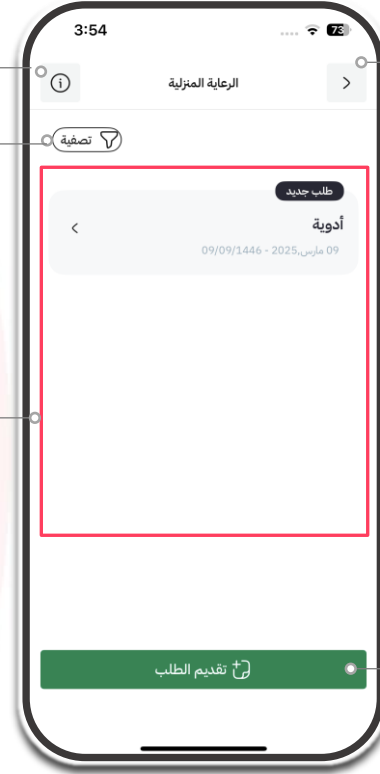 3:54
73
الرعاية المنزلية
تصفية
طلب جديد
أدوية
09 مارس,2025 - 09/09/1446
تقديم الطلب